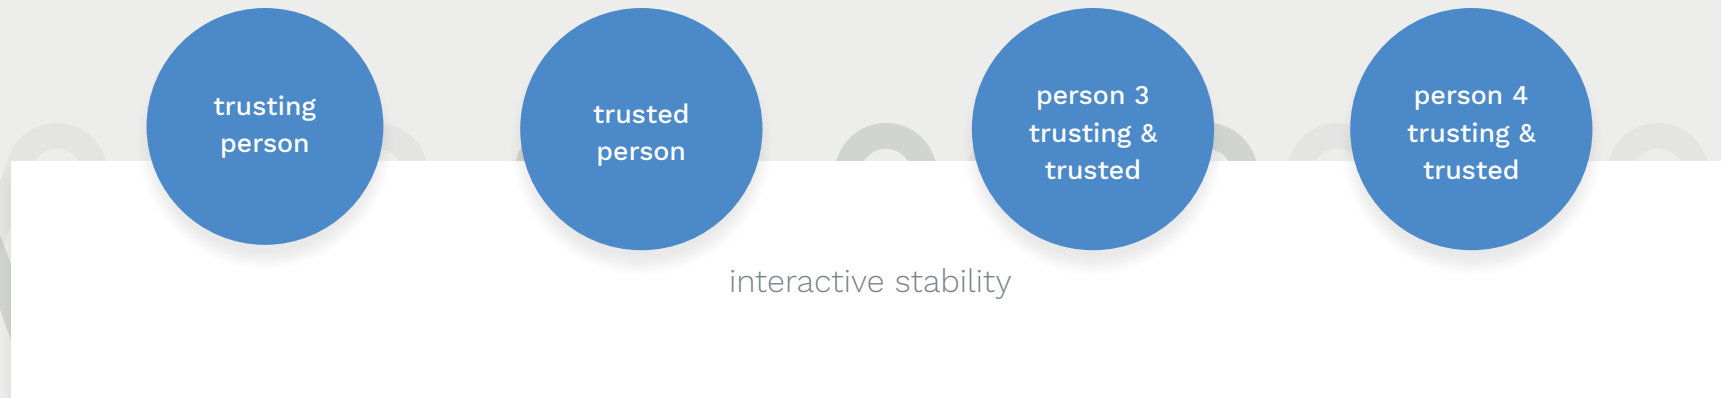 trusting
person
trusted
person
person 3
trusting &
trusted
person 4
trusting &
trusted
interactive stability